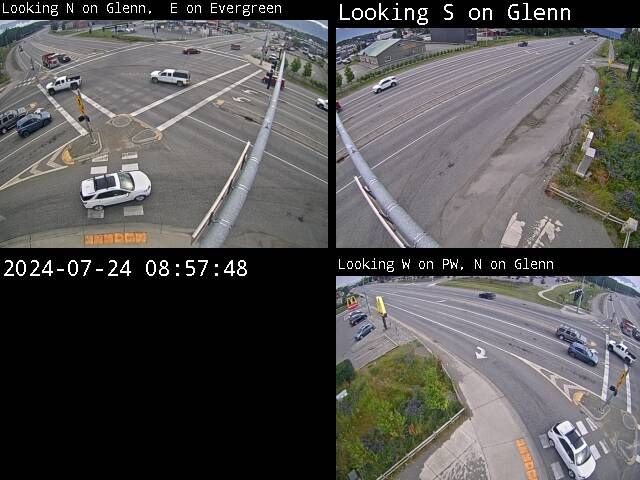 Looking N on Glenn,  E on Evergreen
Looking S on Glenn
2024-07-24 08:57:48
Looking W on PW, N on Glenn